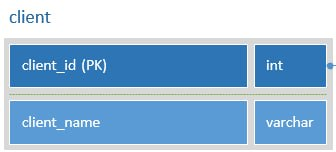 client
client_id (PK) int
client_name varchar